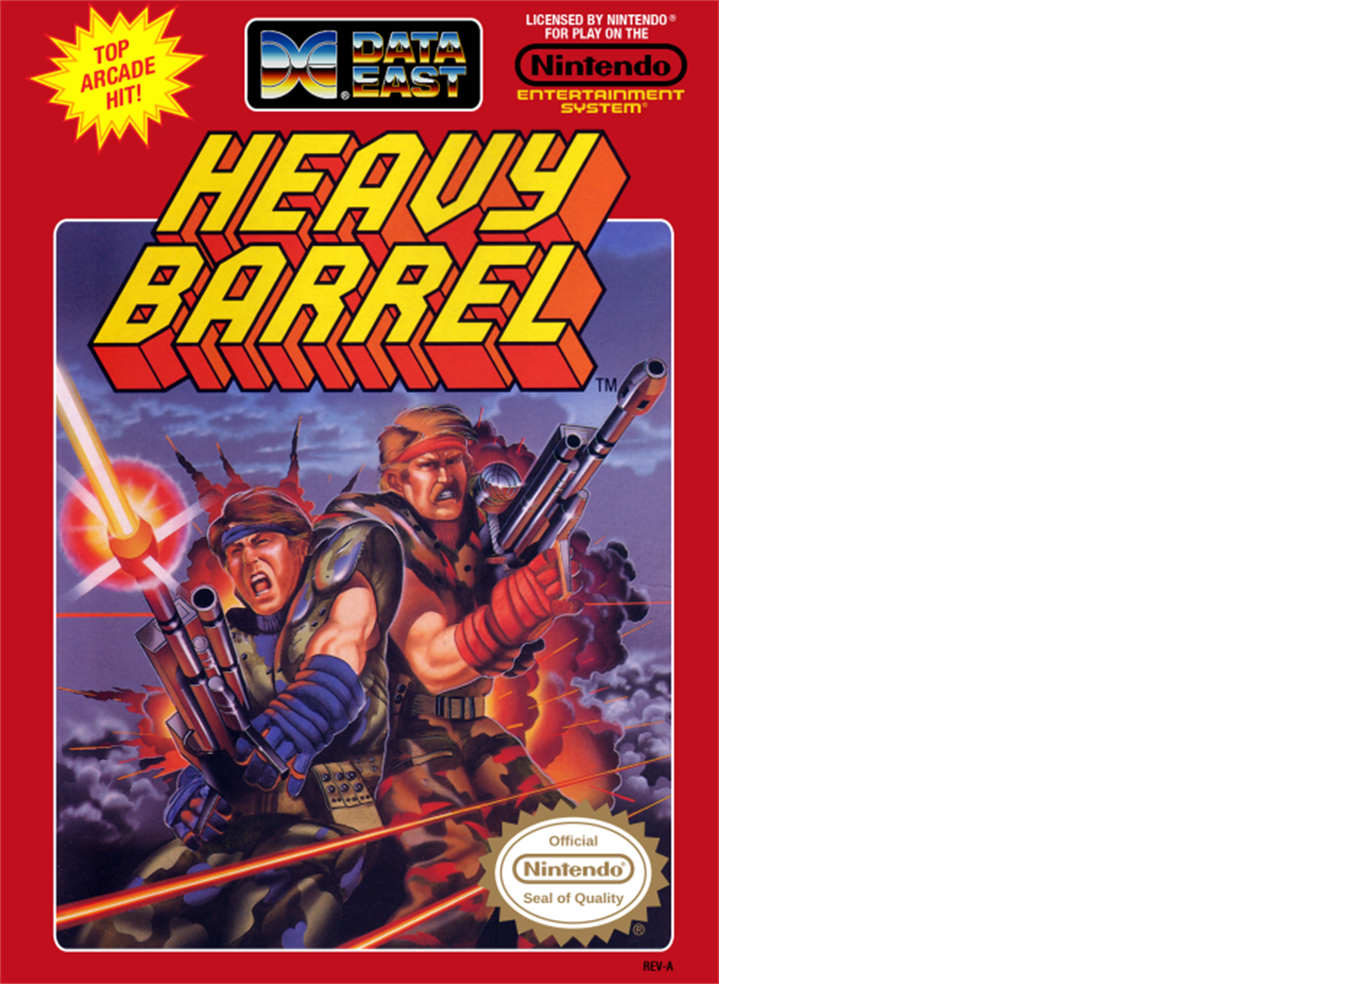 TOP
ARCADE
HIT!
DATA
EAST
®
LICENSED BY NINTENDO®
FOR PLAY ON THE
Nintendo
ENTERTAINMENT
SYSTEM®
HEAVY
BARREL
TM
Official
Nintendo®
Seal of Quality
®
REV-A